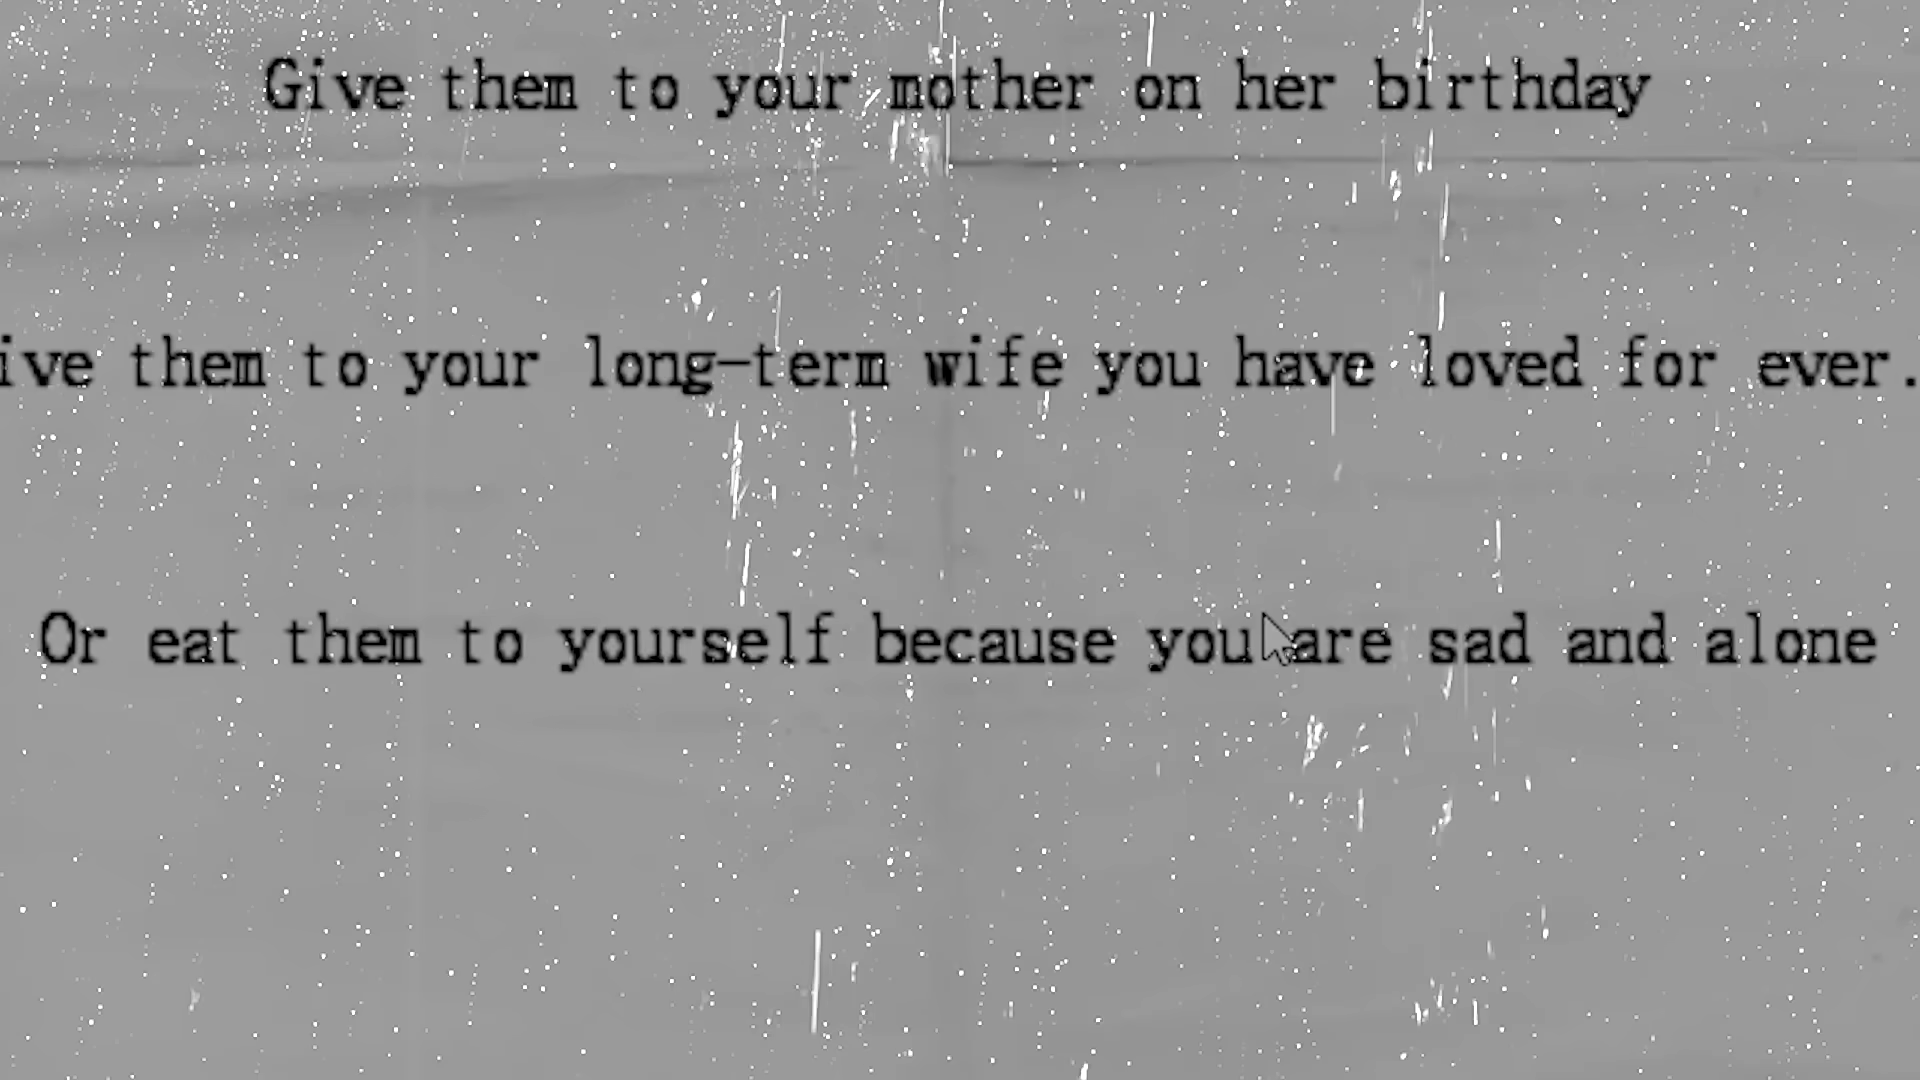 Give them to your mother on her birthday
ive them to your long-term wife you have loved for ever.
Or eat them to yourself because you are sad and alone